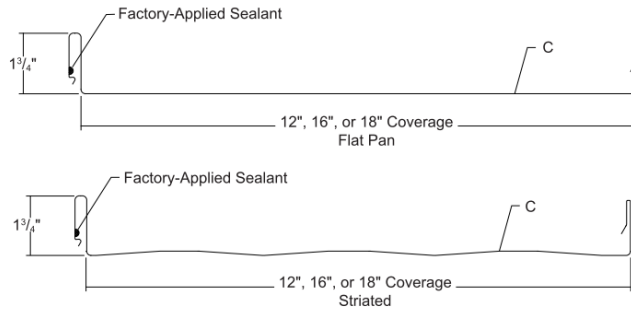 Factory-Applied Sealant
1³/₄"
C
12", 16", or 18" Coverage
Flat Pan
Factory-Applied Sealant
1³/₄"
C
12", 16", or 18" Coverage
Striated